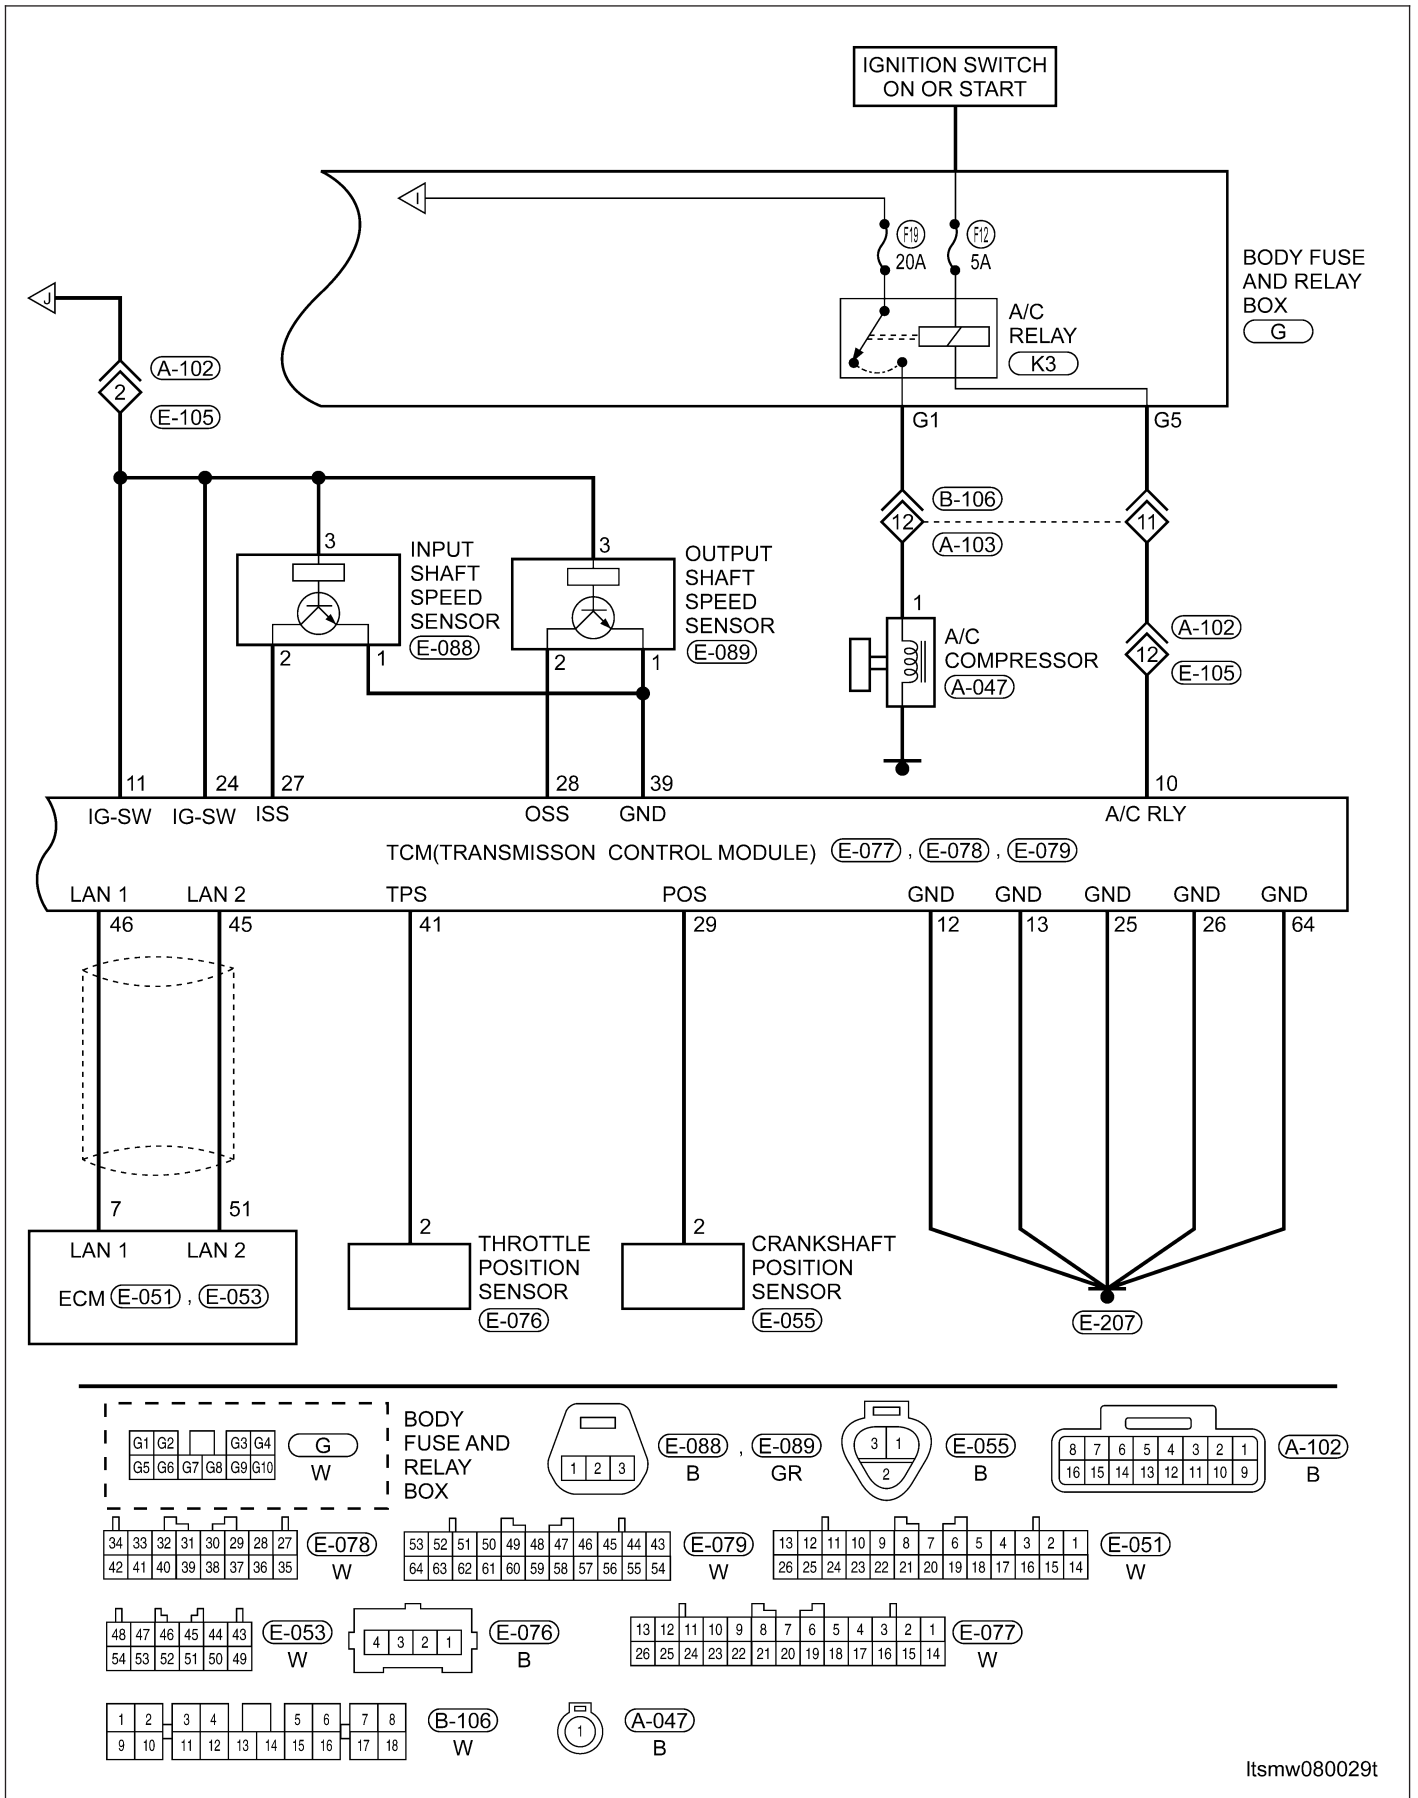 IGNITION SWITCH
ON OR START
I
F19
20A
F12
5A
BODY FUSE
AND RELAY
BOX
G
A/C
RELAY
K3
J
A-102
2
E-105
G1
G5
B-106
12
11
A-103
3
INPUT
SHAFT
SPEED
SENSOR
E-088
2
1
3
OUTPUT
SHAFT
SPEED
SENSOR
E-089
2
1
1
A/C
COMPRESSOR
A-047
A-102
12
E-105
11
24
27
28
39
10
IG-SW
IG-SW
ISS
OSS
GND
A/C RLY
TCM(TRANSMISSON CONTROL MODULE) E-077 , E-078 , E-079
LAN 1
LAN 2
TPS
POS
GND
GND
GND
GND
GND
46
45
41
29
12
13
25
26
64
7
51
LAN 1
LAN 2
ECM E-051 , E-053
2
THROTTLE
POSITION
SENSOR
E-076
2
CRANKSHAFT
POSITION
SENSOR
E-055
E-207
G1 G2 G3 G4
G5 G6 G7 G8 G9 G10
G
W
BODY
FUSE AND
RELAY
BOX
1 2 3
E-088 , E-089
B GR
3 1
2
E-055
B
8 7 6 5 4 3 2 1
16 15 14 13 12 11 10 9
A-102
B
34 33 32 31 30 29 28 27
42 41 40 39 38 37 36 35
E-078
W
53 52 51 50 49 48 47 46 45 44 43
64 63 62 61 60 59 58 57 56 55 54
E-079
W
13 12 11 10 9 8 7 6 5 4 3 2 1
26 25 24 23 22 21 20 19 18 17 16 15 14
E-051
W
48 47 46 45 44 43
54 53 52 51 50 49
E-053
W
4 3 2 1
E-076
B
13 12 11 10 9 8 7 6 5 4 3 2 1
26 25 24 23 22 21 20 19 18 17 16 15 14
E-077
W
1 2 3 4 5 6 7 8
9 10 11 12 13 14 15 16 17 18
B-106
W
1
A-047
B
ltsmw080029t